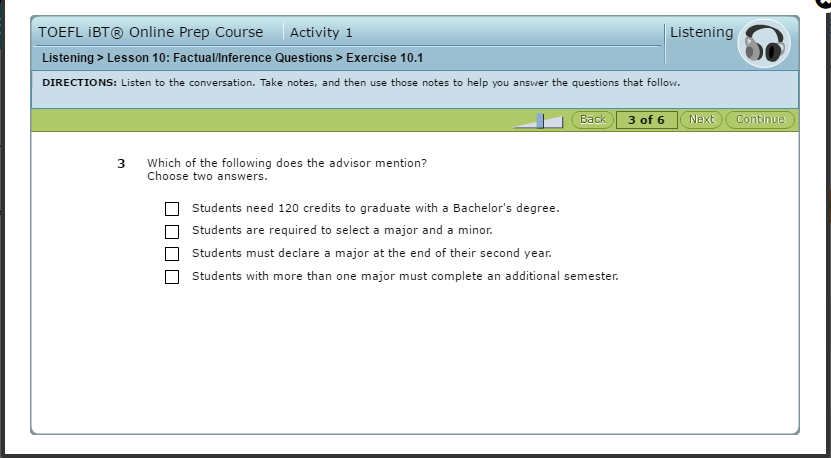 TOEFL iBT® Online Prep Course Activity 1 Listening
Listening > Lesson 10: Factual/Inference Questions > Exercise 10.1
DIRECTIONS: Listen to the conversation. Take notes, and then use those notes to help you answer the questions that follow.
Back 3 of 6 Next Continue
3 Which of the following does the advisor mention?
Choose two answers.
Students need 120 credits to graduate with a Bachelor's degree.
Students are required to select a major and a minor.
Students must declare a major at the end of their second year.
Students with more than one major must complete an additional semester.